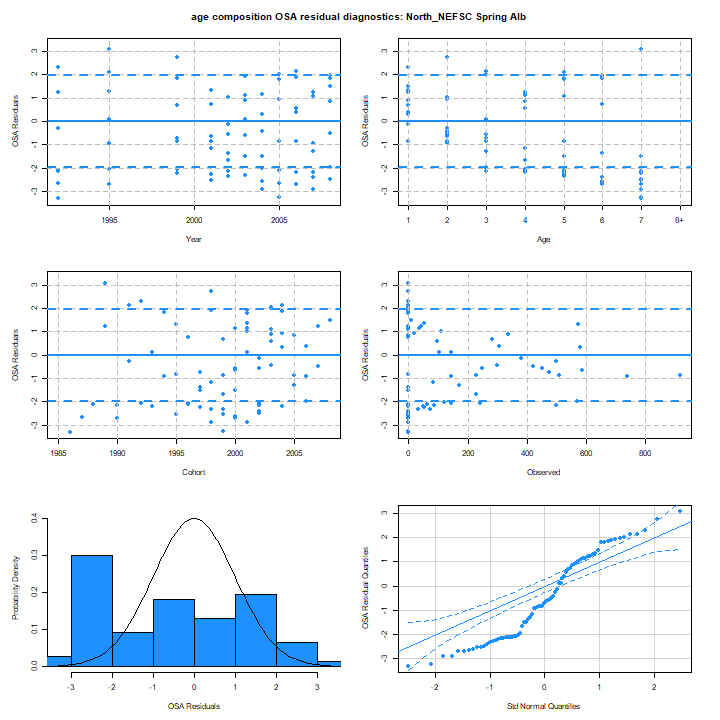 age composition OSA residual diagnostics: North_NEFSC Spring Alb
OSA Residuals
3
2
1
0
-1
-2
-3
1995 2000 2005
Year
OSA Residuals
3
2
1
0
-1
-2
-3
1 2 3 4 5 6 7 8+
Age
OSA Residuals
3
2
1
0
-1
-2
-3
1985 1990 1995 2000 2005
Cohort
OSA Residuals
3
2
1
0
-1
-2
-3
0 200 400 600 800
Observed
Probability Density
0.4
0.3
0.2
0.1
0.0
-3 -2 -1 0 1 2 3
OSA Residuals
OSA Residual Quantiles
3
2
1
0
-1
-2
-3
-2 -1 0 1 2
Std Normal Quantiles